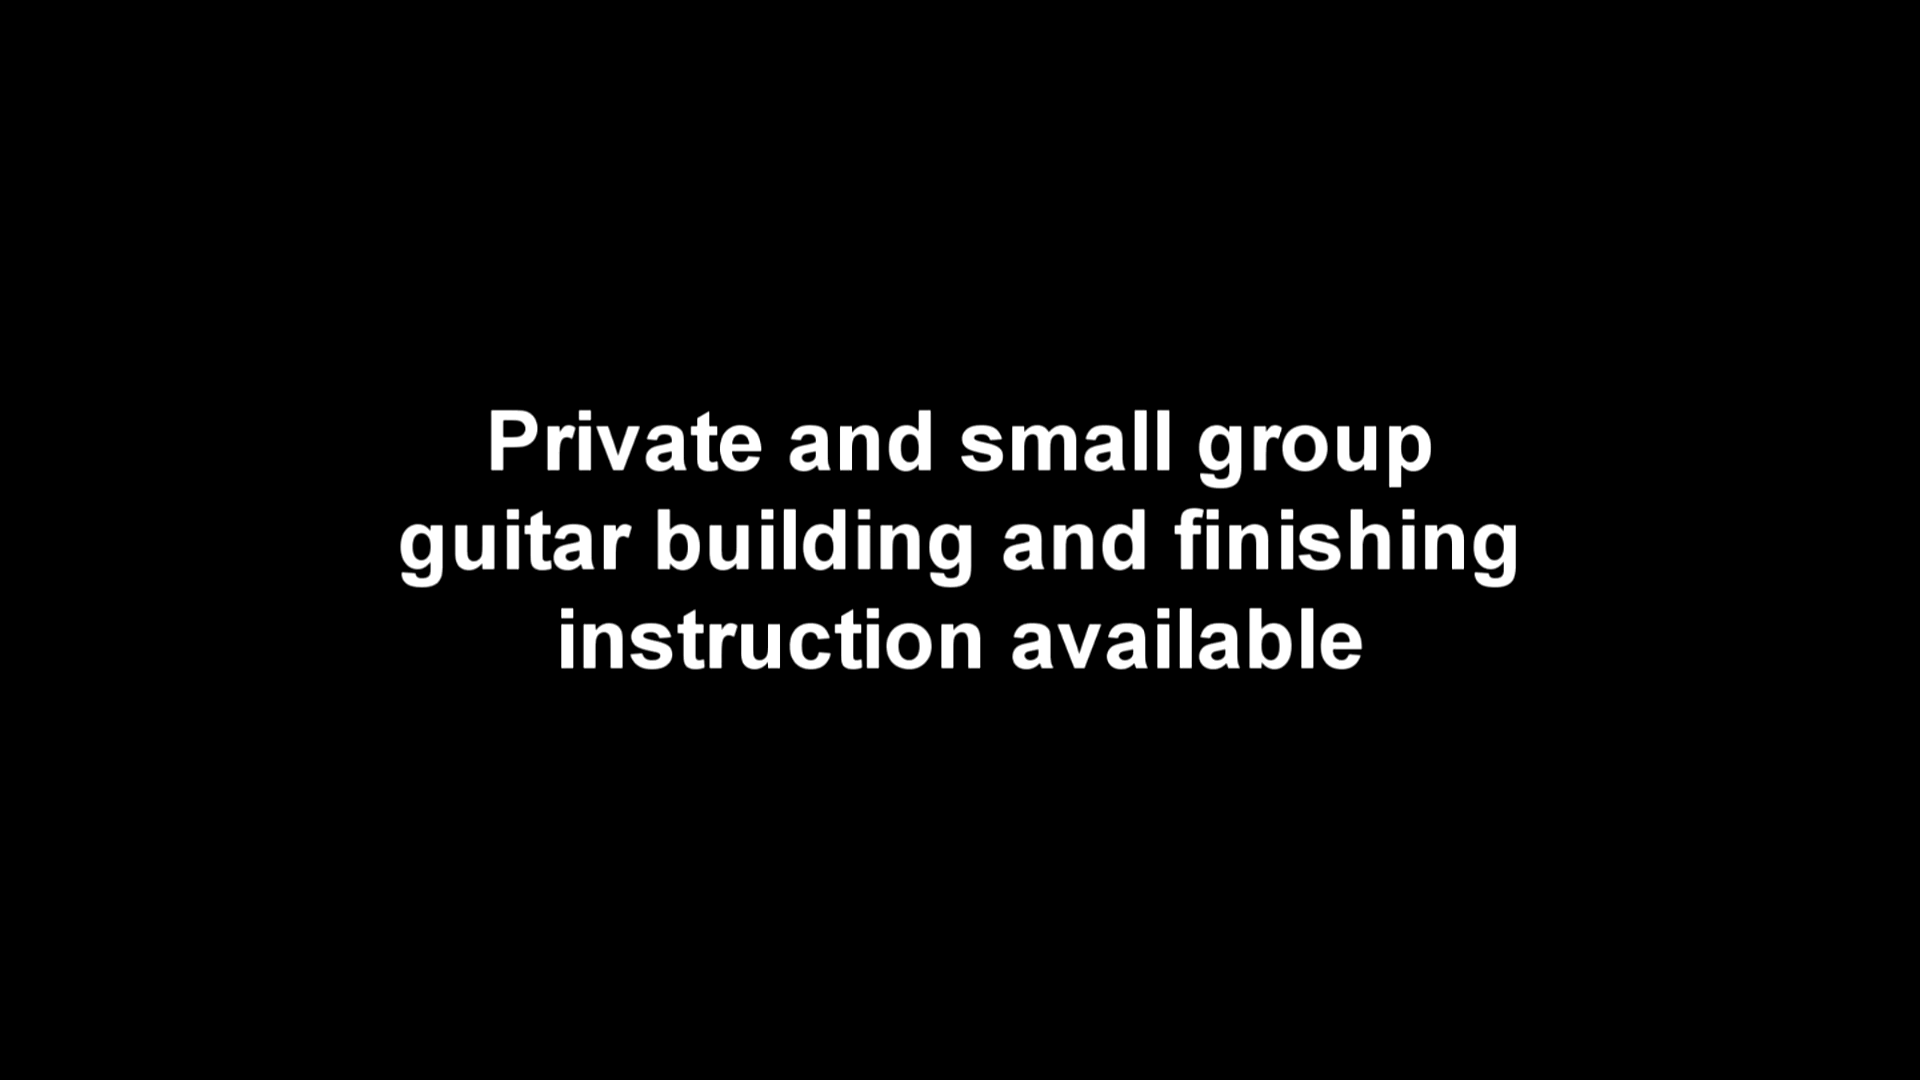 Private and small group
guitar building and finishing
instruction available